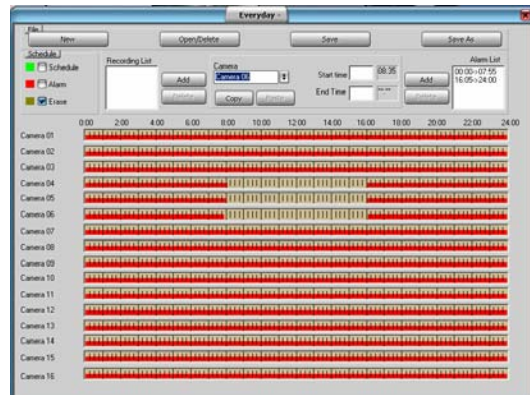 Everyday
File
New Open/Delete Save Save As
Schedule
Schedule
Alarm
Erase
Recording List
Add
Delete
Camera
Camera 06
Copy Paste
Start time 08:35
End Time --:--
Add
Delete
Alarm List
00:00->07:55
16:05->24:00
0:00 2:00 4:00 6:00 8:00 10:00 12:00 14:00 16:00 18:00 20:00 22:00 24:00
Camera 01
Camera 02
Camera 03
Camera 04
Camera 05
Camera 06
Camera 07
Camera 08
Camera 09
Camera 10
Camera 11
Camera 12
Camera 13
Camera 14
Camera 15
Camera 16